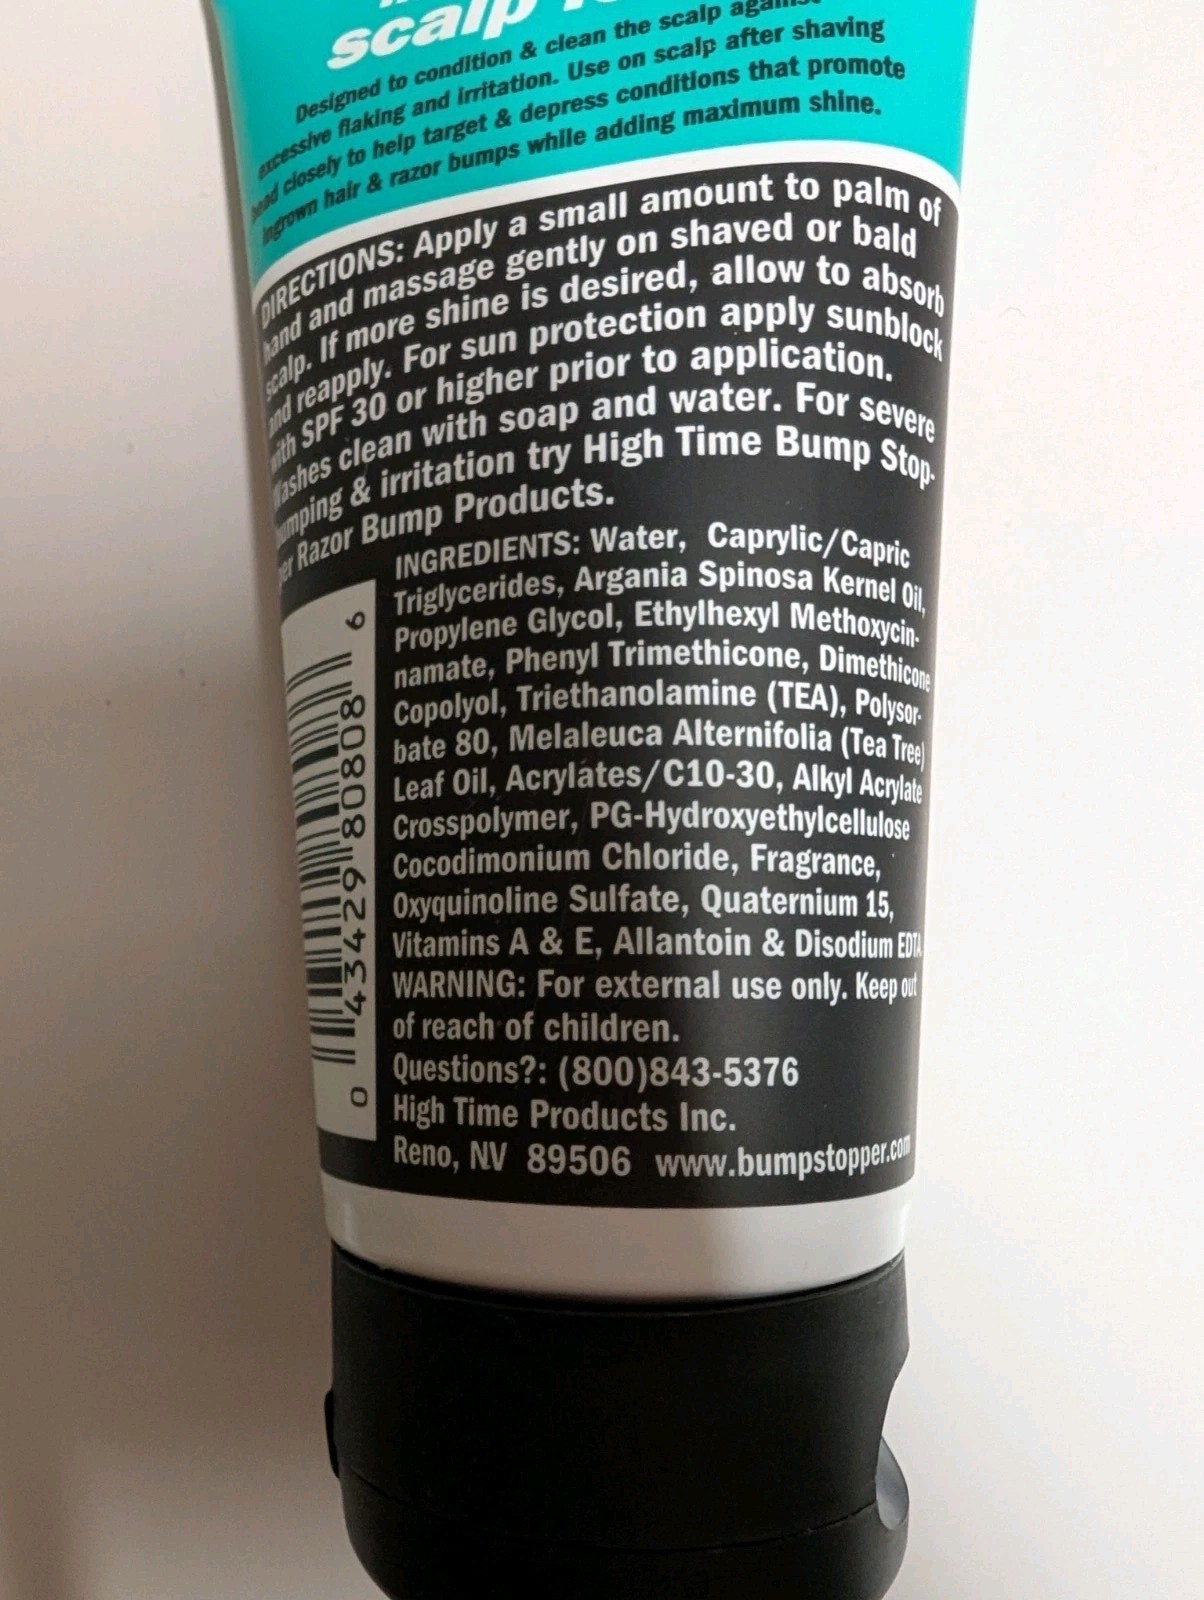 scalp
Designed to condition & clean the scalp against
excessive flaking and irritation. Use on scalp after shaving
head closely to help target & depress conditions that promote
ingrown hair & razor bumps while adding maximum shine.
DIRECTIONS: Apply a small amount to palm of
hand and massage gently on shaved or bald
scalp. If more shine is desired, allow to absorb
and reapply. For sun protection apply sunblock
with SPF 30 or higher prior to application.
Washes clean with soap and water. For severe
bumping & irritation try High Time Bump Stop-
per Razor Bump Products.
INGREDIENTS: Water, Caprylic/Capric
Triglycerides, Argania Spinosa Kernel Oil,
Propylene Glycol, Ethylhexyl Methoxycin-
namate, Phenyl Trimethicone, Dimethicone
Copolyol, Triethanolamine (TEA), Polysor-
bate 80, Melaleuca Alternifolia (Tea Tree)
Leaf Oil, Acrylates/C10-30, Alkyl Acrylate
Crosspolymer, PG-Hydroxyethylcellulose
Cocodimonium Chloride, Fragrance,
Oxyquinoline Sulfate, Quaternium 15,
Vitamins A & E, Allantoin & Disodium EDTA
WARNING: For external use only. Keep out
of reach of children.
Questions?: (800)843-5376
High Time Products Inc.
Reno, NV 89506 www.bumpstopper.com
0 43429 80808 6